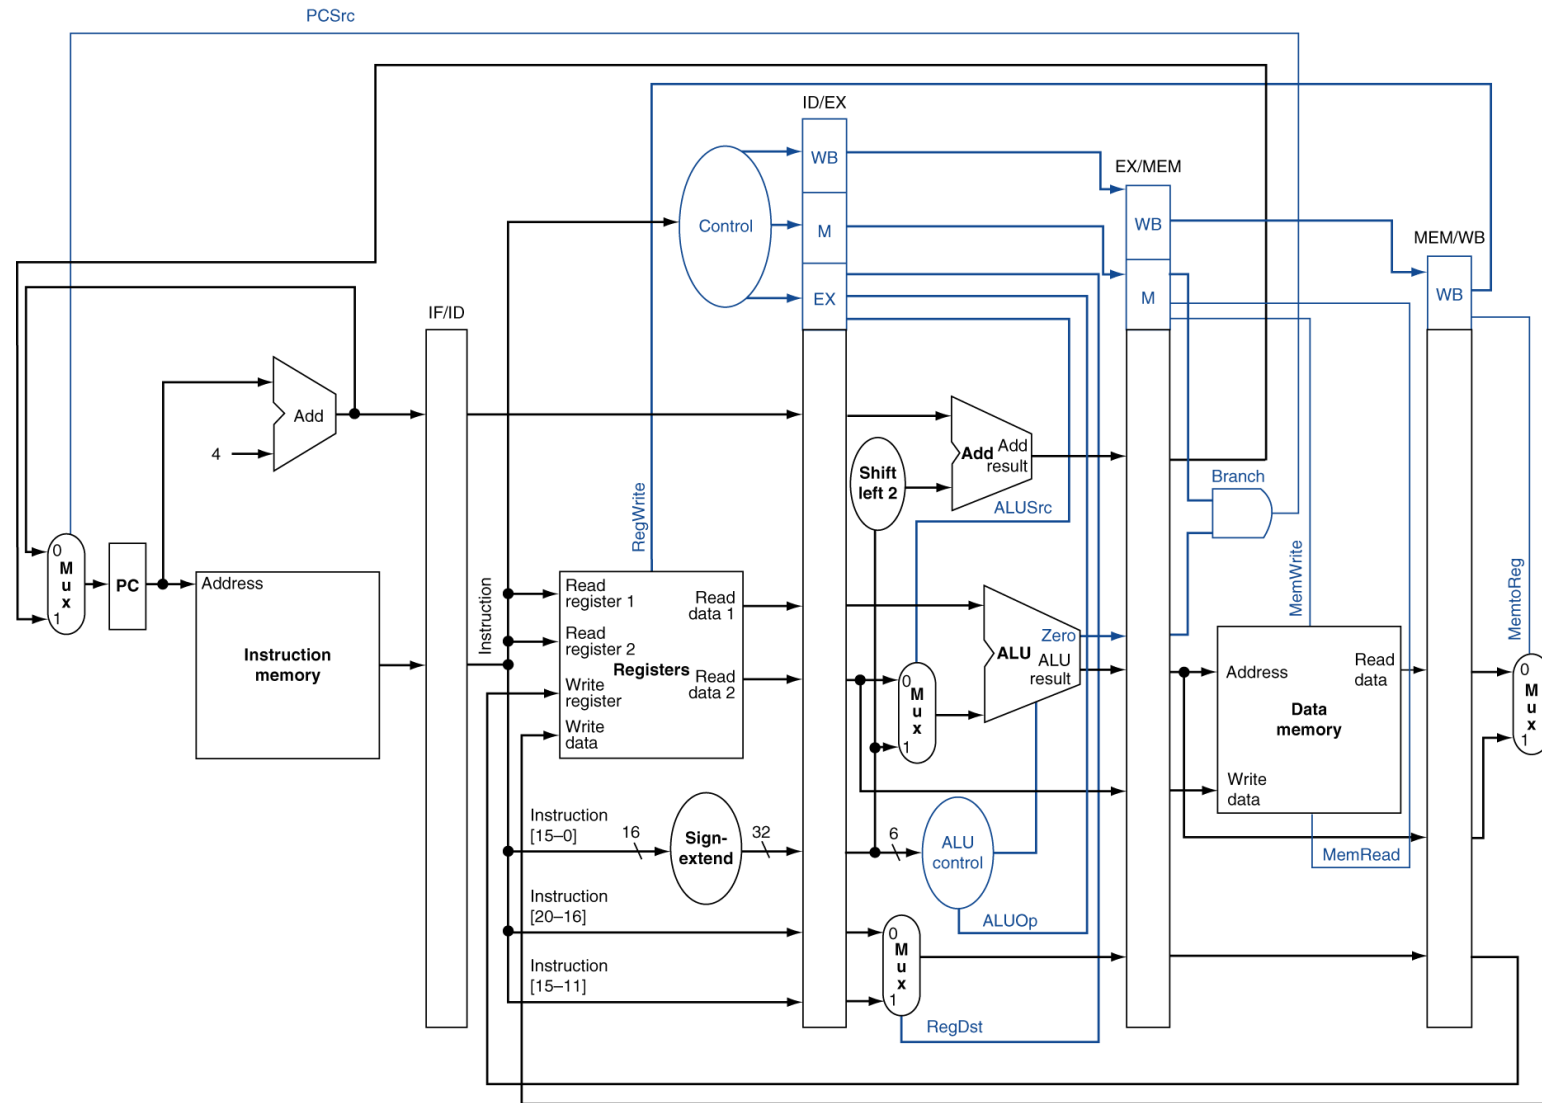 PCSrc
ID/EX
WB
EX/MEM
Control
M
WB
MEM/WB
EX
M
WB
IF/ID
Add
4
Shift
left 2
Add
Add
result
ALUSrc
Branch
RegWrite
MemWrite
MemtoReg
0
M
u
x
1
PC
Address
Instruction
memory
Instruction
Read
register 1
Read
register 2
Write
register
Write
data
Registers
Read
data 1
Read
data 2
0
M
u
x
1
Zero
ALU
ALU
result
Address
Read
data
Data
memory
Write
data
0
M
u
x
1
Instruction
[15–0]
16
Sign-
extend
32
6
ALU
control
MemRead
Instruction
[20–16]
ALUOp
0
M
u
x
1
Instruction
[15–11]
RegDst